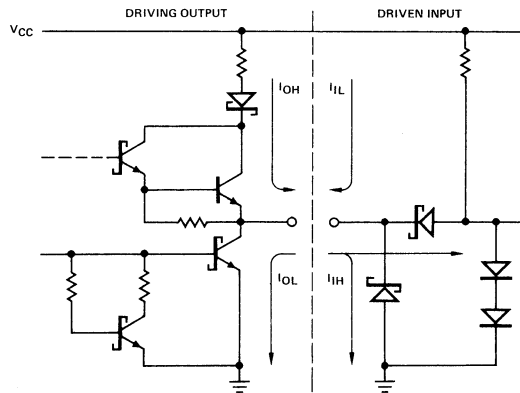 DRIVING OUTPUT
DRIVEN INPUT
VCC
IOH
IIL
IOL
IIH